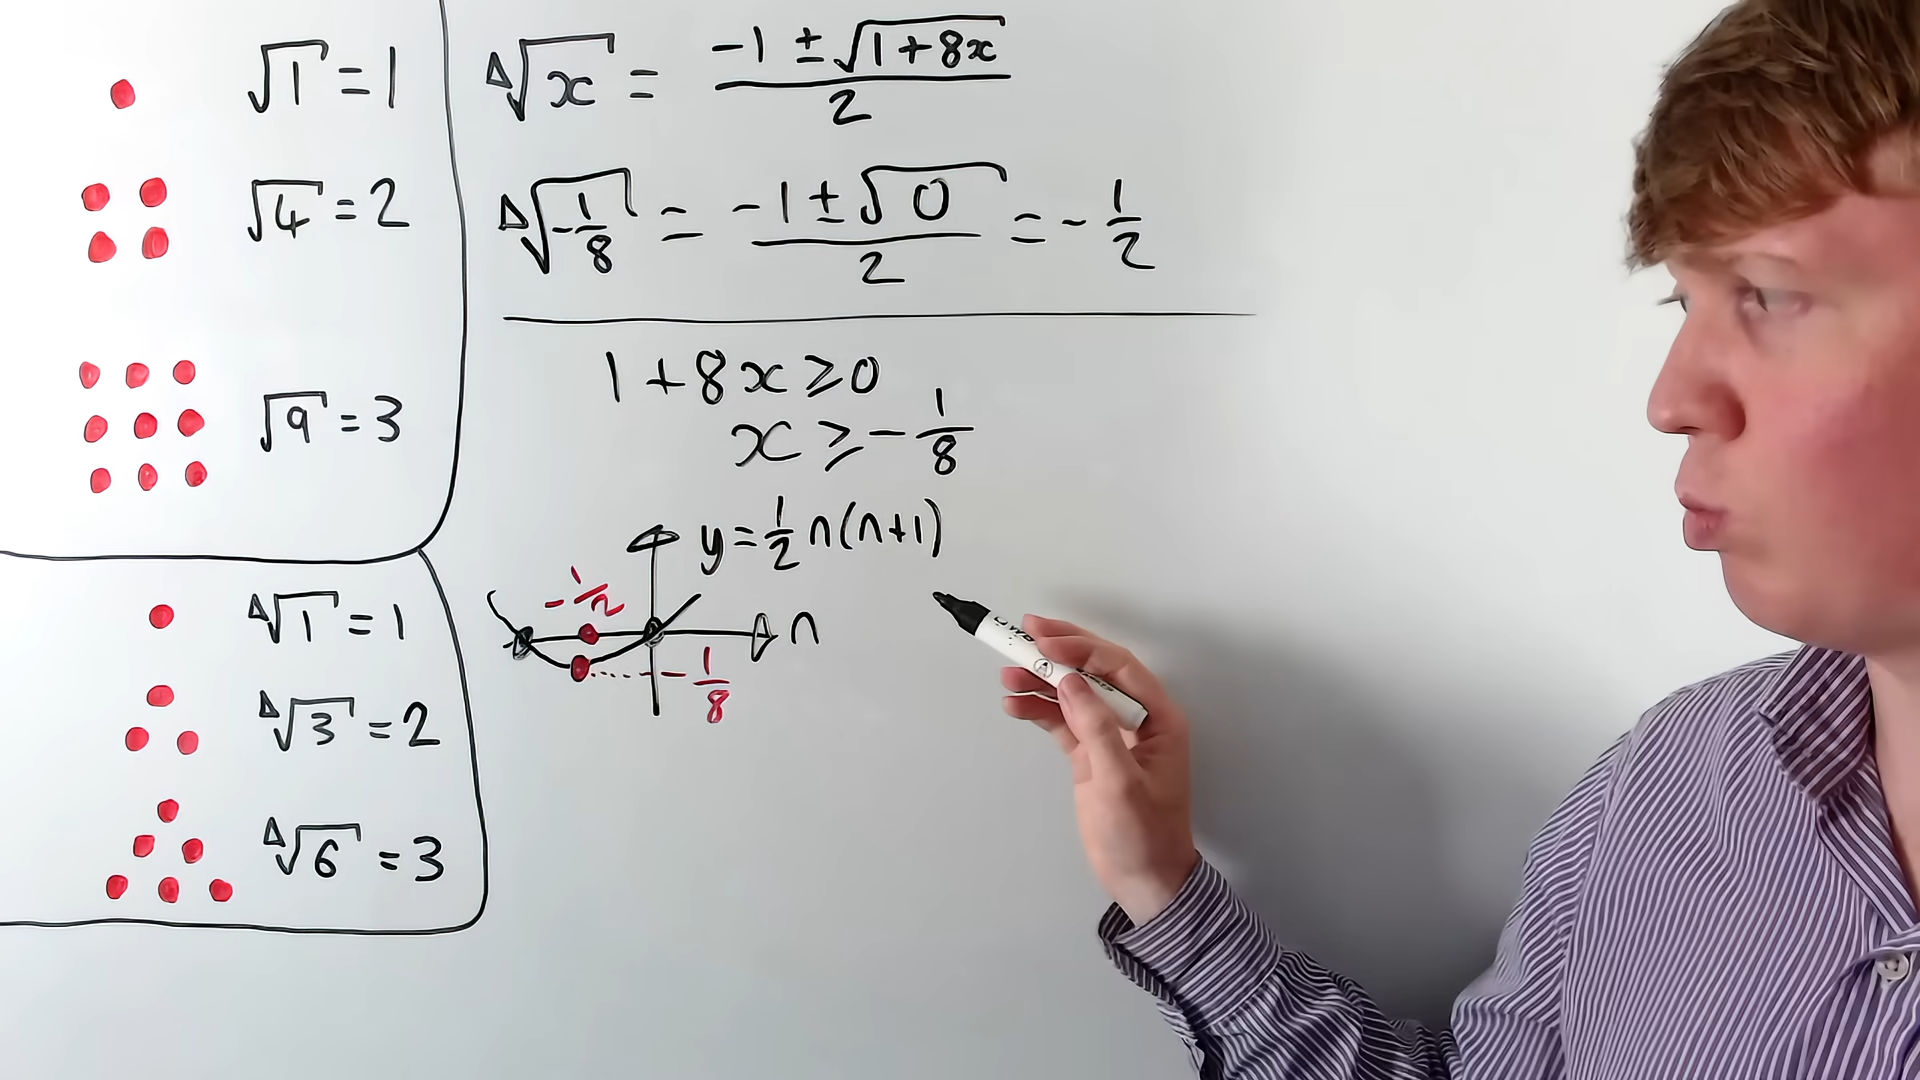 √1 = 1
√4 = 2
√9 = 3
∆√1 = 1
∆√3 = 2
∆√6 = 3
∆√x = (-1 ± √(1+8x))/2
∆√(-1/8) = (-1 ± √0)/2 = -1/2
1 + 8x ≥ 0
x ≥ -1/8
y = 1/2 n(n+1)
-1/2
n
-1/8